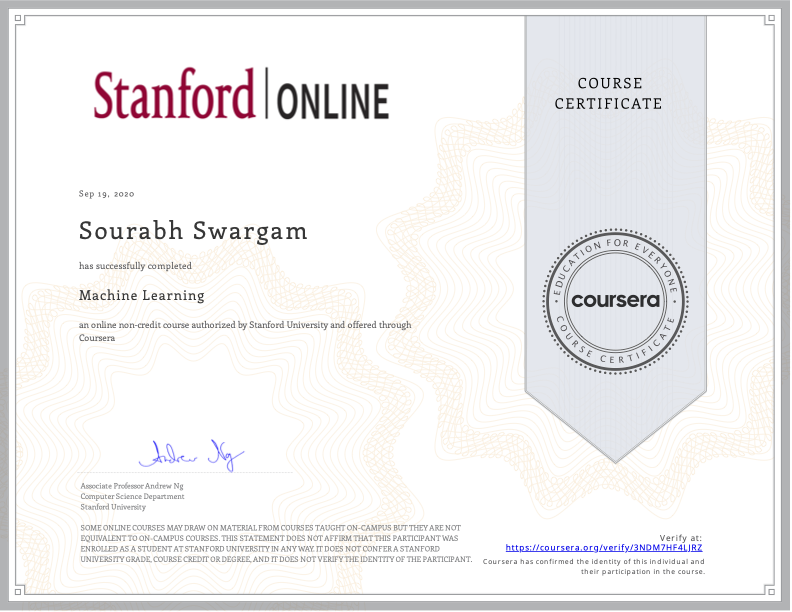 Stanford | ONLINE
COURSE
CERTIFICATE
Sep 19, 2020
Sourabh Swargam
has successfully completed
Machine Learning
an online non-credit course authorized by Stanford University and offered through
Coursera
EDUCATION FOR EVERYONE
coursera
COURSE CERTIFICATE
Andrew Ng
Associate Professor Andrew Ng
Computer Science Department
Stanford University
SOME ONLINE COURSES MAY DRAW ON MATERIAL FROM COURSES TAUGHT ON-CAMPUS BUT THEY ARE NOT
EQUIVALENT TO ON-CAMPUS COURSES. THIS STATEMENT DOES NOT AFFIRM THAT THIS PARTICIPANT WAS
ENROLLED AS A STUDENT AT STANFORD UNIVERSITY IN ANY WAY. IT DOES NOT CONFER A STANFORD
UNIVERSITY GRADE, COURSE CREDIT OR DEGREE, AND IT DOES NOT VERIFY THE IDENTITY OF THE PARTICIPANT.
Verify at:
https://coursera.org/verify/3NDM7HF4LJRZ
Coursera has confirmed the identity of this individual and
their participation in the course.